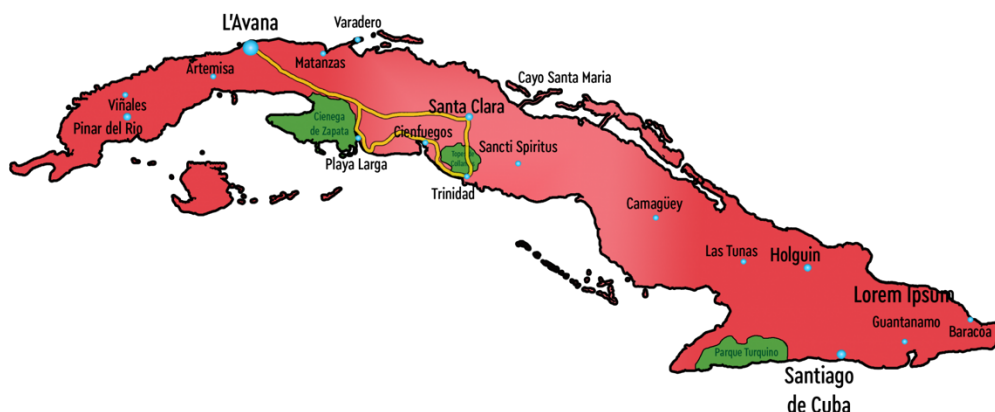 L'Avana
Varadero
Matanzas
Artemisa
Viñales
Pinar del Rio
Cienega
de Zapata
Playa Larga
Cienfuegos
Santa Clara
Cayo Santa Maria
Sancti Spiritus
Trinidad
Camagüey
Las Tunas
Holguin
Lorem Ipsum
Guantanamo
Baracoa
Parque Turquino
Santiago
de Cuba